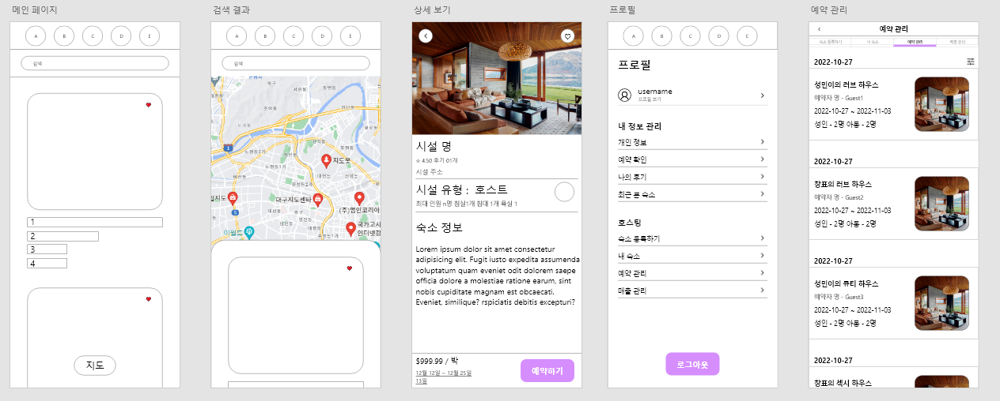 메인 페이지
A B C D E
검색
1
2
3
4
지도
검색 결과
A B C D E
검색
지도못
대구지도센타
(주)맵인코리아
국가고시
인터넷캠
이월드
상세 보기
시설 명
☆ 4.50 후기 01개
시설 주소
시설 유형 : 호스트
최대 인원 n명 침실1개 침대 1개 욕실 1
숙소 정보
Lorem ipsum dolor sit amet consectetur
adipisicing elit. Fugit iusto expedita assumenda
voluptatum quam eveniet odit dolorem saepe
officia dolore a molestiae ratione earum, sint
nobis cupiditate magnam est obcaecati.
Eveniet, similique? rspiciatis debitis excepturi?
$999.99 / 박
12월 12일 ~ 12월 25일
13일
예약하기
프로필
A B C D E
프로필
username
프로필 보기
내 정보 관리
개인 정보
예약 확인
나의 후기
최근 본 숙소
호스팅
숙소 등록하기
내 숙소
예약 관리
매출 관리
로그아웃
예약 관리
예약 관리
숙소 등록하기 내 숙소 예약 관리 매출 관리
2022-10-27
성민이의 러브 하우스
예약자 명 - Guest1
2022-10-27 ~ 2022-11-03
성인 - 2명 아동 - 2명
2022-10-27
창표의 러브 하우스
예약자 명 - Guest2
2022-10-27 ~ 2022-11-03
성인 - 2명 아동 - 2명
2022-10-27
성민이의 큐티 하우스
예약자 명 - Guest3
2022-10-27 ~ 2022-11-03
성인 - 2명 아동 - 2명
2022-10-27
창표의 섹시 하우스